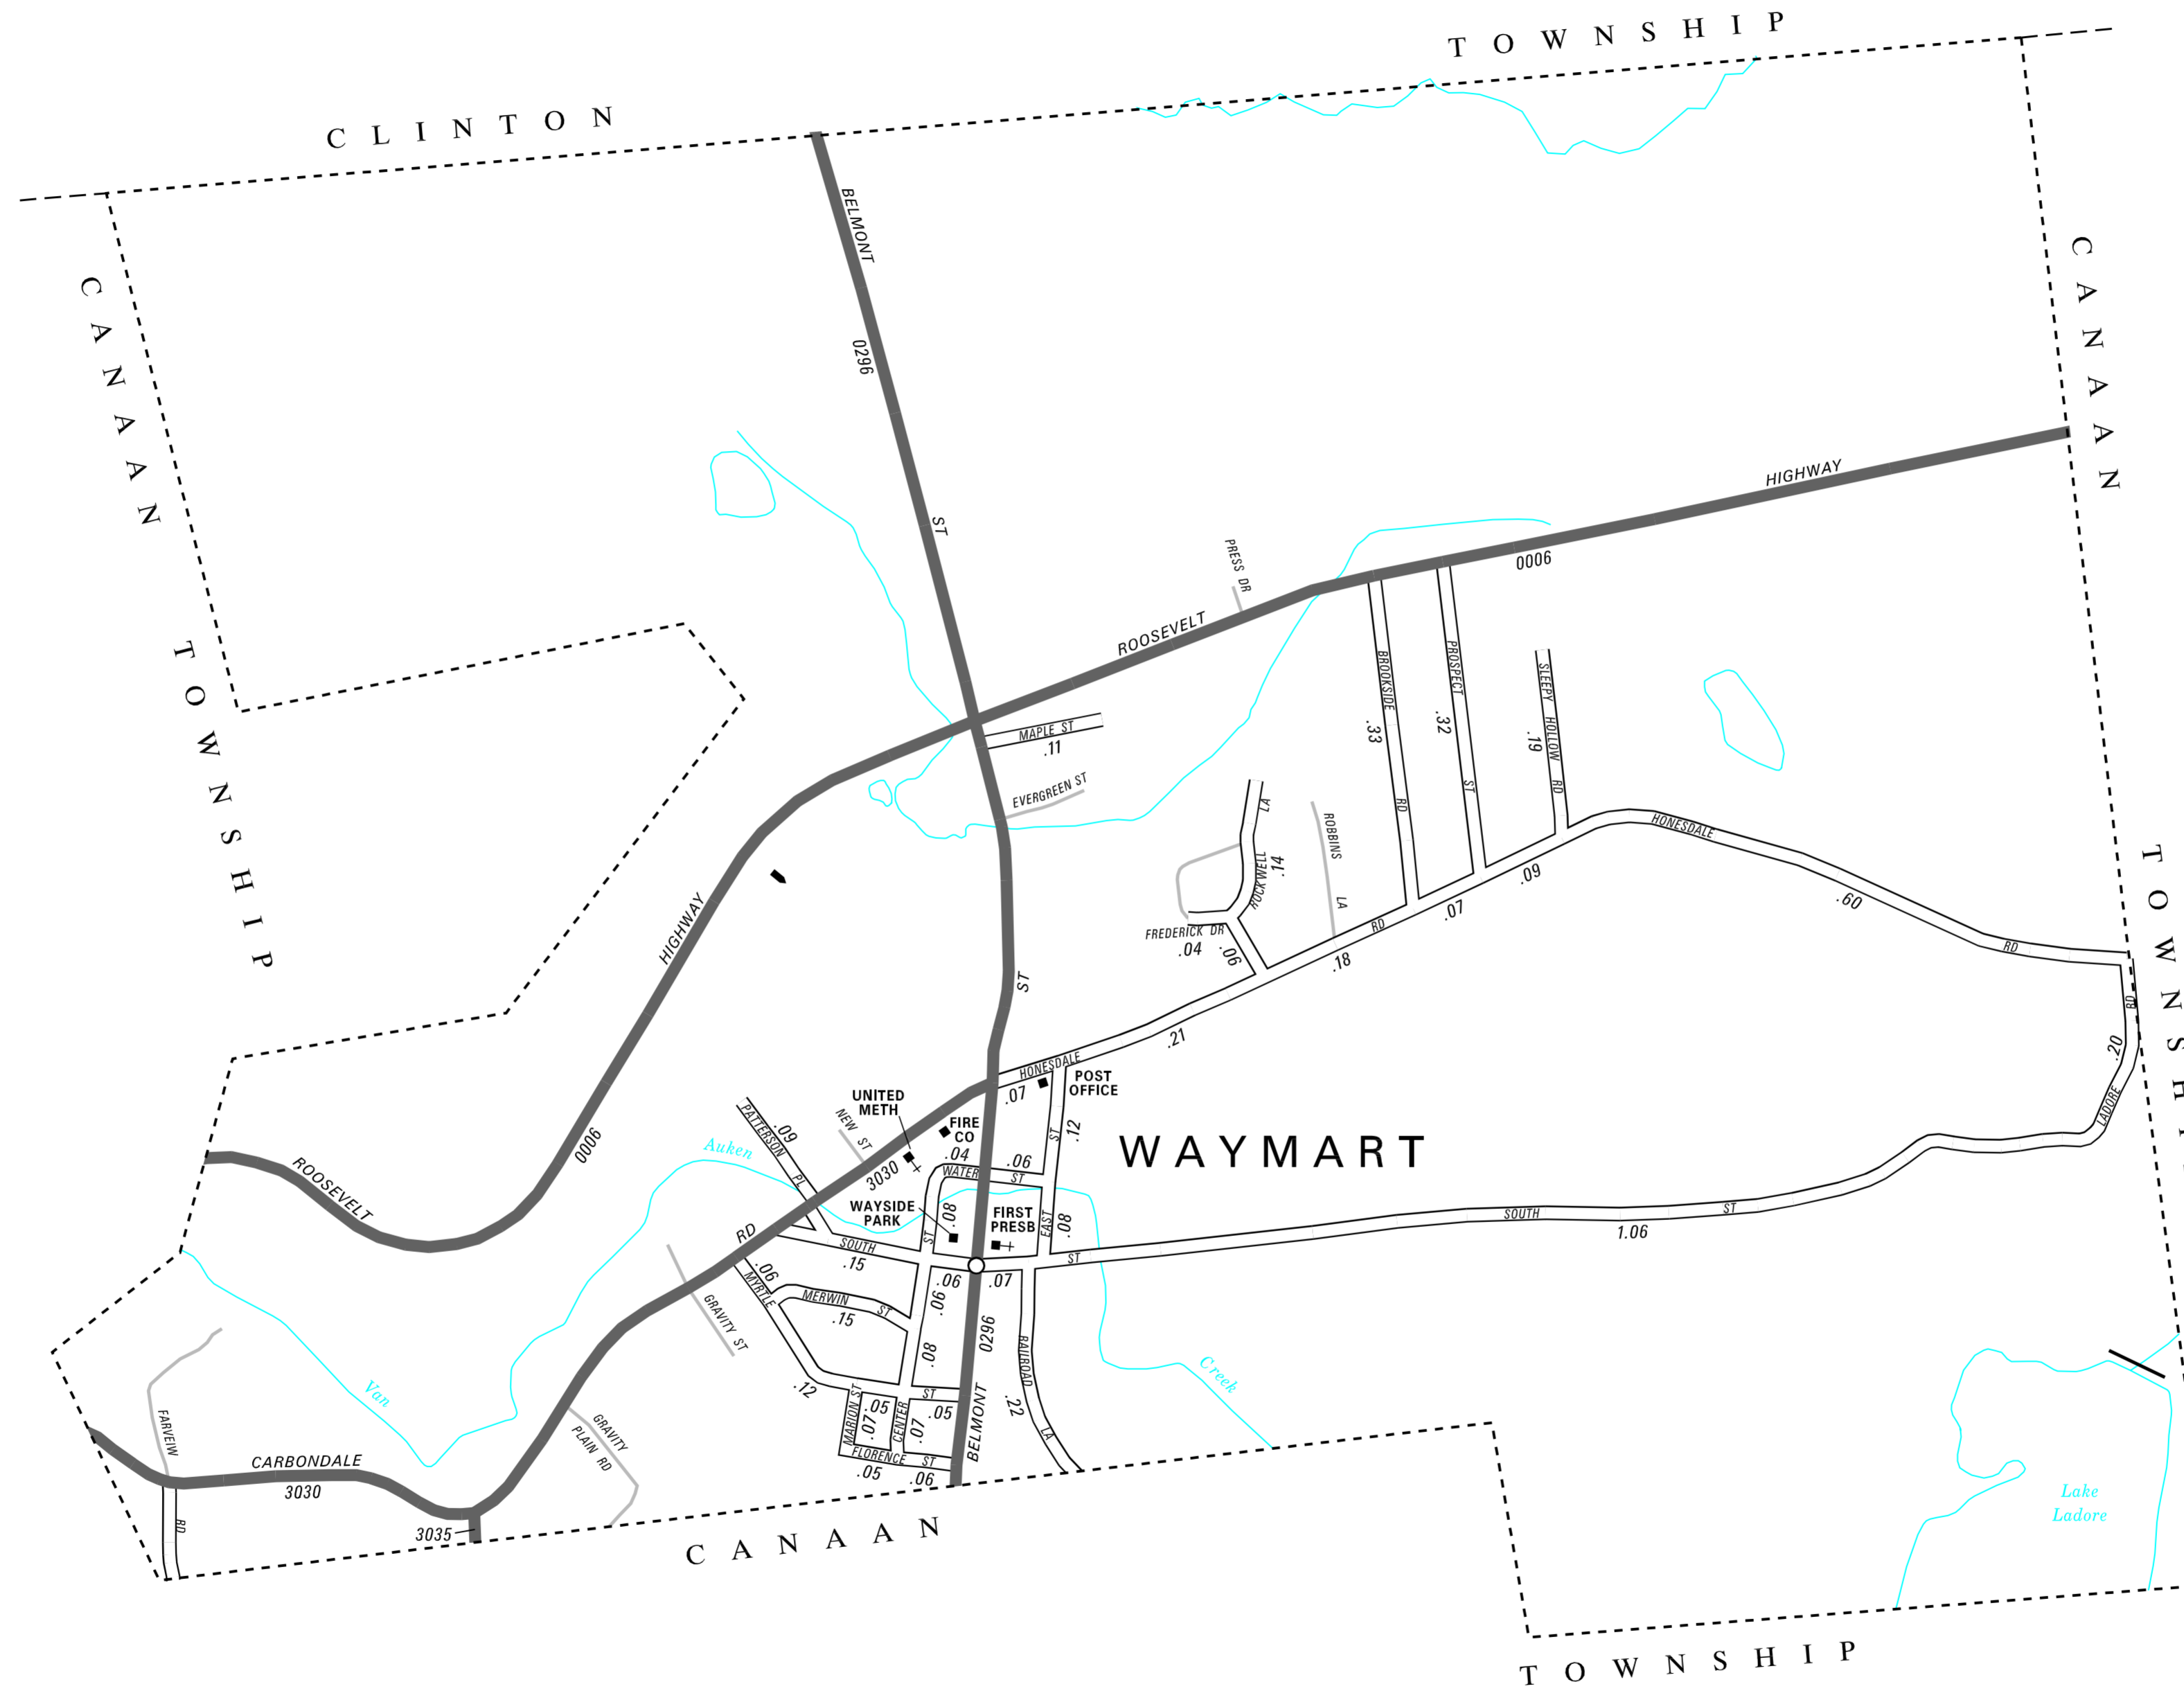 TOWNSHIP
CLINTON
CANAAN
TOWNSHIP
CANAAN
TOWNSHIP
BELMONT
0296
ST
HIGHWAY
0006
PRESS DR
ROOSEVELT
MAPLE ST
.11
EVERGREEN ST
BROOKSIDE
RD
.33
PROSPECT
ST
.32
SLEEPY HOLLOW RD
.19
ROBBINS LA
ROCKWELL LA
.14
FREDERICK DR
.04
.06
HONESDALE
RD
.60
.09
.07
RD
.18
.21
HIGHWAY
0006
ROOSEVELT
ST
HONESDALE
.07
POST
OFFICE
UNITED
METH
FIRE
CO
NEW ST
PATTERSON PL
.09
Auken
3030
.04
WATER ST
.06
ST
.12
WAYMART
RD
.20
LADORE
WAYSIDE
PARK
.08
ST
FIRST
PRESB
EAST
.08
RD
SOUTH
.15
.06
.07
ST
SOUTH
ST
1.06
.06
MYRTLE
MERWIN ST
.15
.06
.08
0296
RAILROAD
LA
.22
GRAVITY ST
.12
MARION ST
.05
.07
CENTER
.07
ST
.05
BELMONT
FLORENCE ST
.05
.06
Creek
Van
FARVEIW
RD
CARBONDALE
3030
3035
GRAVITY
PLAIN RD
CANAAN
Lake
Ladore
TOWNSHIP